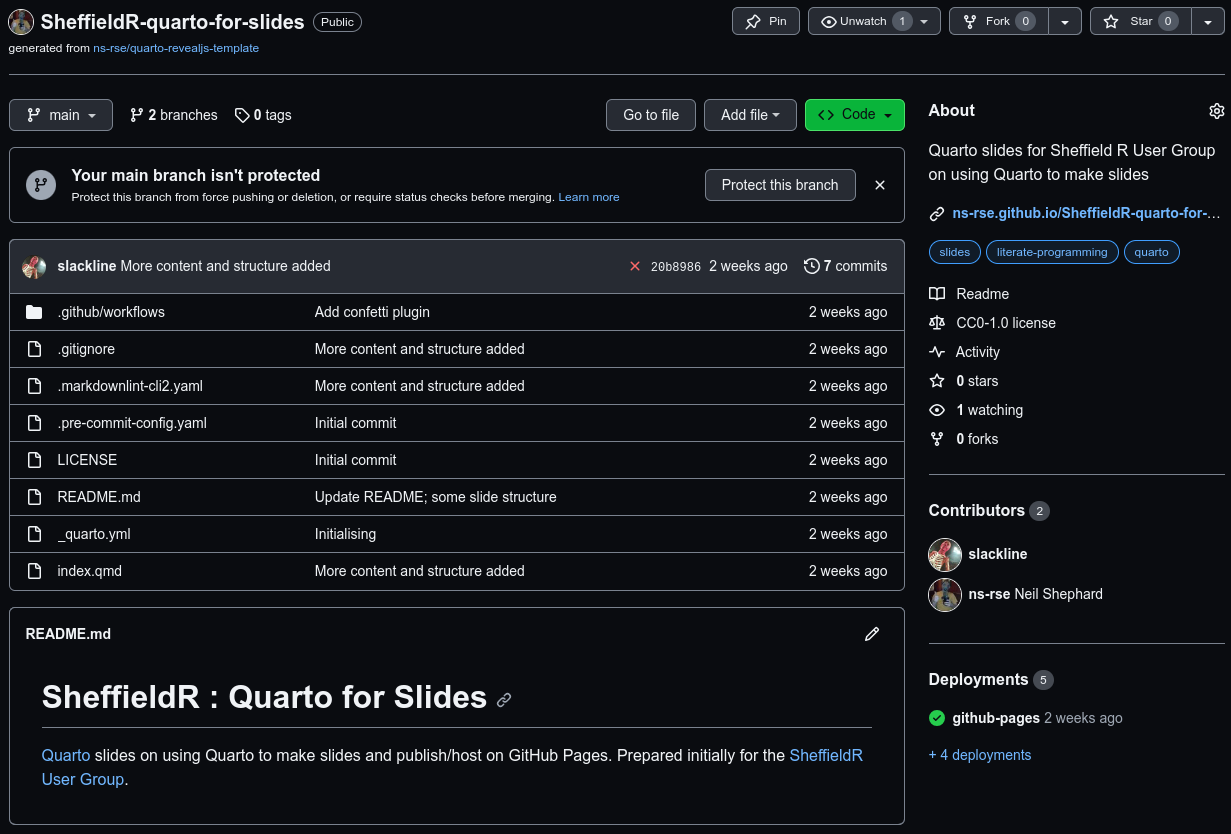 SheffieldR-quarto-for-slides Public Pin Unwatch 1 Fork 0 Star 0
generated from ns-rse/quarto-revealjs-template
main 2 branches 0 tags Go to file Add file Code
Your main branch isn't protected
Protect this branch from force pushing or deletion, or require status checks before merging. Learn more
Protect this branch
slackline More content and structure added 20b8986 2 weeks ago 7 commits
.github/workflows Add confetti plugin 2 weeks ago
.gitignore More content and structure added 2 weeks ago
.markdownlint-cli2.yaml More content and structure added 2 weeks ago
.pre-commit-config.yaml Initial commit 2 weeks ago
LICENSE Initial commit 2 weeks ago
README.md Update README; some slide structure 2 weeks ago
_quarto.yml Initialising 2 weeks ago
index.qmd More content and structure added 2 weeks ago
README.md
SheffieldR : Quarto for Slides
Quarto slides on using Quarto to make slides and publish/host on GitHub Pages. Prepared initially for the SheffieldR
User Group.
About
Quarto slides for Sheffield R User Group
on using Quarto to make slides
ns-rse.github.io/SheffieldR-quarto-for-...
slides literate-programming quarto
Readme
CC0-1.0 license
Activity
0 stars
1 watching
0 forks
Contributors 2
slackline
ns-rse Neil Shephard
Deployments 5
github-pages 2 weeks ago
+ 4 deployments